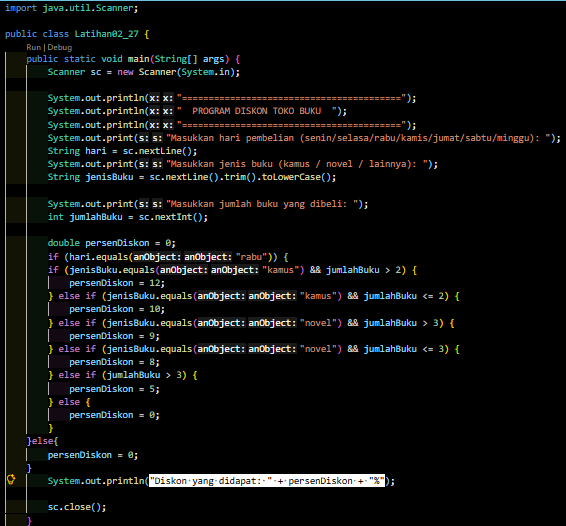 import java.util.Scanner;
public class Latihan02_27 {
Run | Debug
public static void main(String[] args) {
Scanner sc = new Scanner(System.in);
System.out.println(x: x: "=========================================");
System.out.println(x: x: "  PROGRAM DISKON TOKO BUKU  ");
System.out.println(x: x: "=========================================");
System.out.print(s: s: "Masukkan hari pembelian (senin/selasa/rabu/kamis/jumat/sabtu/minggu): ");
String hari = sc.nextLine();
System.out.print(s: s: "Masukkan jenis buku (kamus / novel / lainnya): ");
String jenisBuku = sc.nextLine().trim().toLowerCase();
System.out.print(s: s: "Masukkan jumlah buku yang dibeli: ");
int jumlahBuku = sc.nextInt();
double persenDiskon = 0;
if (hari.equals(anObject: anObject: "rabu")) {
if (jenisBuku.equals(anObject: anObject: "kamus") && jumlahBuku > 2) {
persenDiskon = 12;
} else if (jenisBuku.equals(anObject: anObject: "kamus") && jumlahBuku <= 2) {
persenDiskon = 10;
} else if (jenisBuku.equals(anObject: anObject: "novel") && jumlahBuku > 3) {
persenDiskon = 9;
} else if (jenisBuku.equals(anObject: anObject: "novel") && jumlahBuku <= 3) {
persenDiskon = 8;
} else if (jumlahBuku > 3) {
persenDiskon = 5;
} else {
persenDiskon = 0;
}
}else{
persenDiskon = 0;
}
System.out.println("Diskon yang didapat: " + persenDiskon + "%");
sc.close();
}